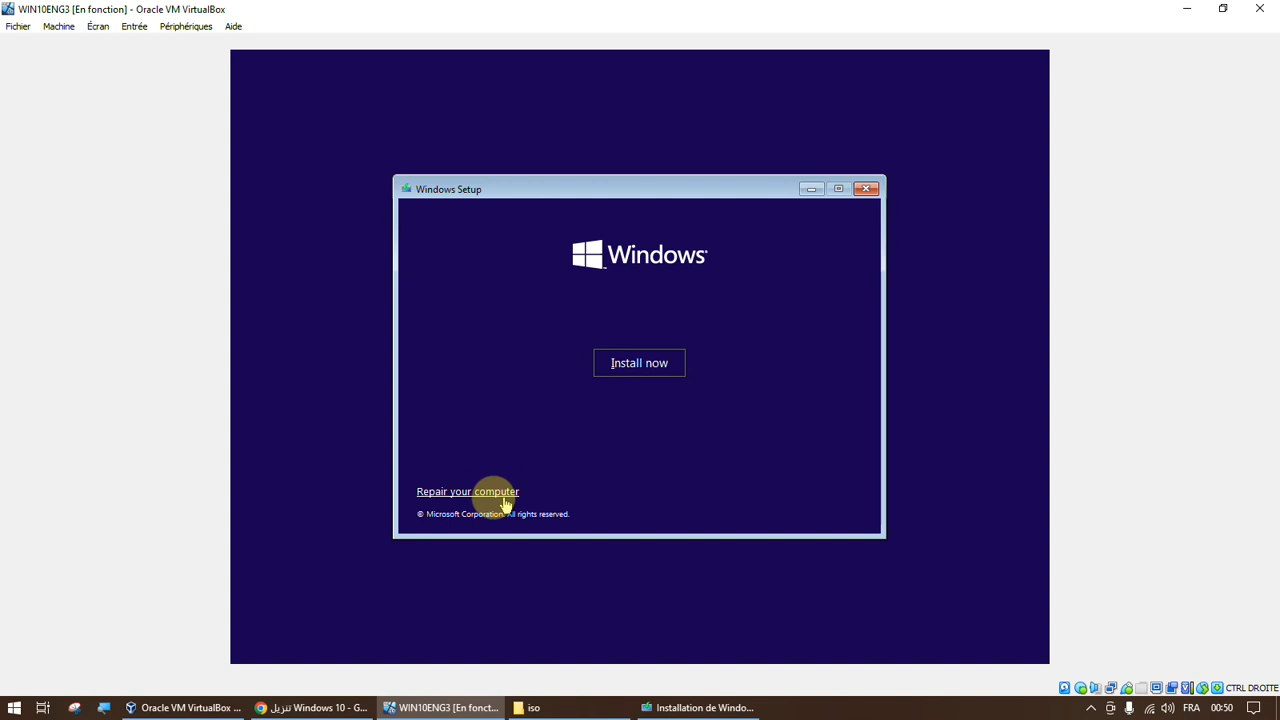 WIN10ENG3 [En fonction] - Oracle VM VirtualBox
Fichier Machine Écran Entrée Périphériques Aide
Windows Setup
Windows
Install now
Repair your computer
© Microsoft Corporation. All rights reserved.
CTRL DROITE
Oracle VM VirtualBox ... تنزيل Windows 10 - G... WIN10ENG3 [En fonct... iso Installation de Windo... FRA 00:50